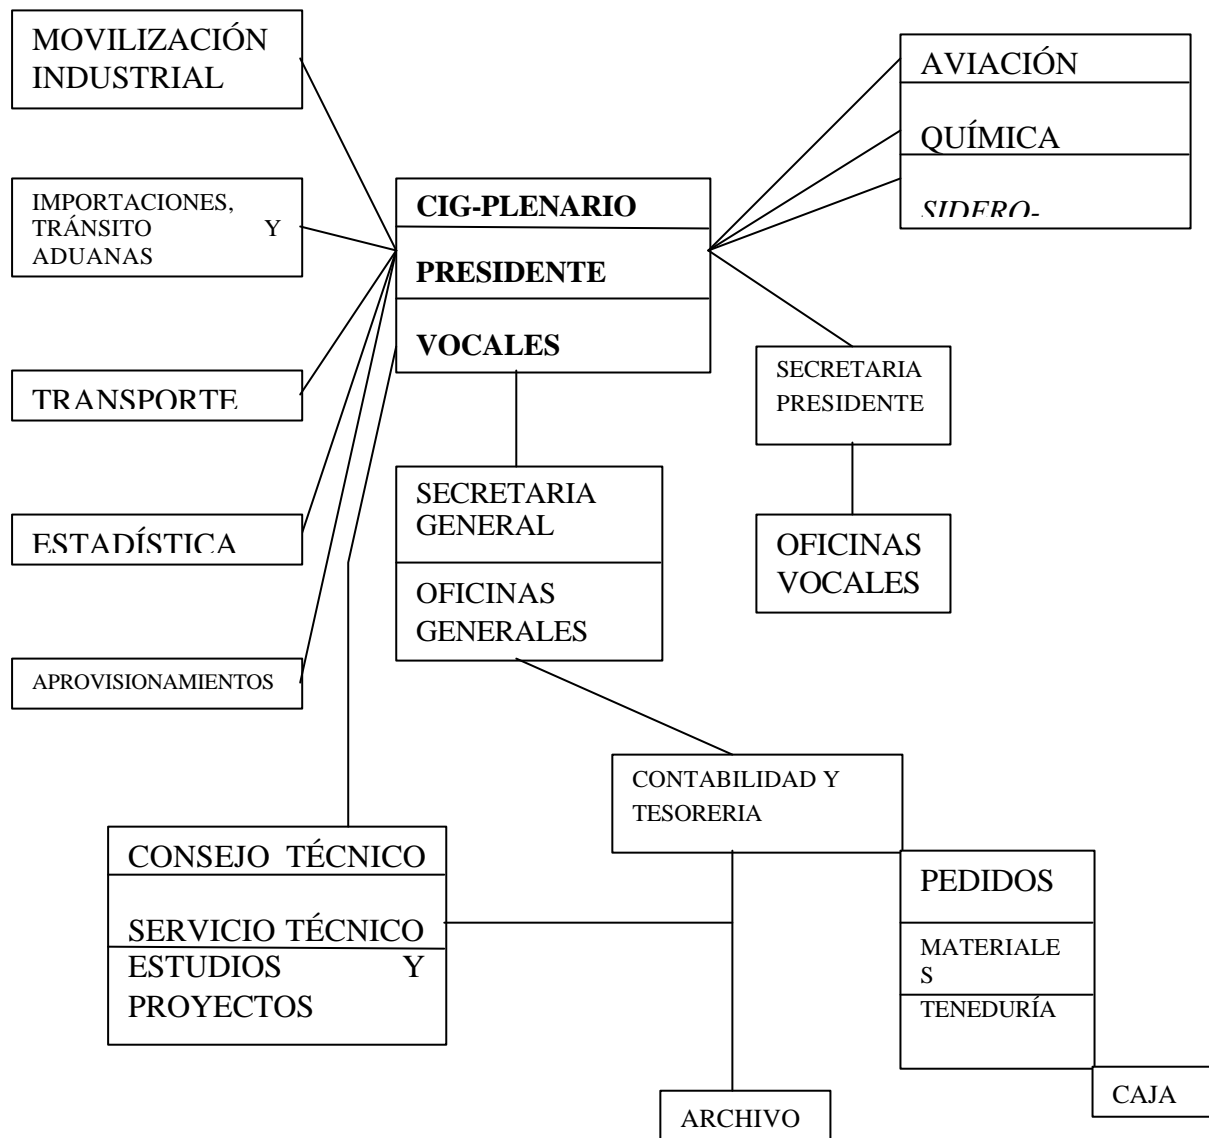 MOVILIZACIÓN
INDUSTRIAL
AVIACIÓN
QUÍMICA
SIDERO-
IMPORTACIONES,
TRÁNSITO Y
ADUANAS
CIG-PLENARIO
PRESIDENTE
VOCALES
TRANSPORTE
SECRETARIA
PRESIDENTE
ESTADÍSTICA
SECRETARIA
GENERAL
OFICINAS
GENERALES
OFICINAS
VOCALES
APROVISIONAMIENTOS
CONTABILIDAD Y
TESORERIA
CONSEJO TÉCNICO
SERVICIO TÉCNICO
ESTUDIOS Y
PROYECTOS
PEDIDOS
MATERIALE
S
TENEDURÍA
CAJA
ARCHIVO